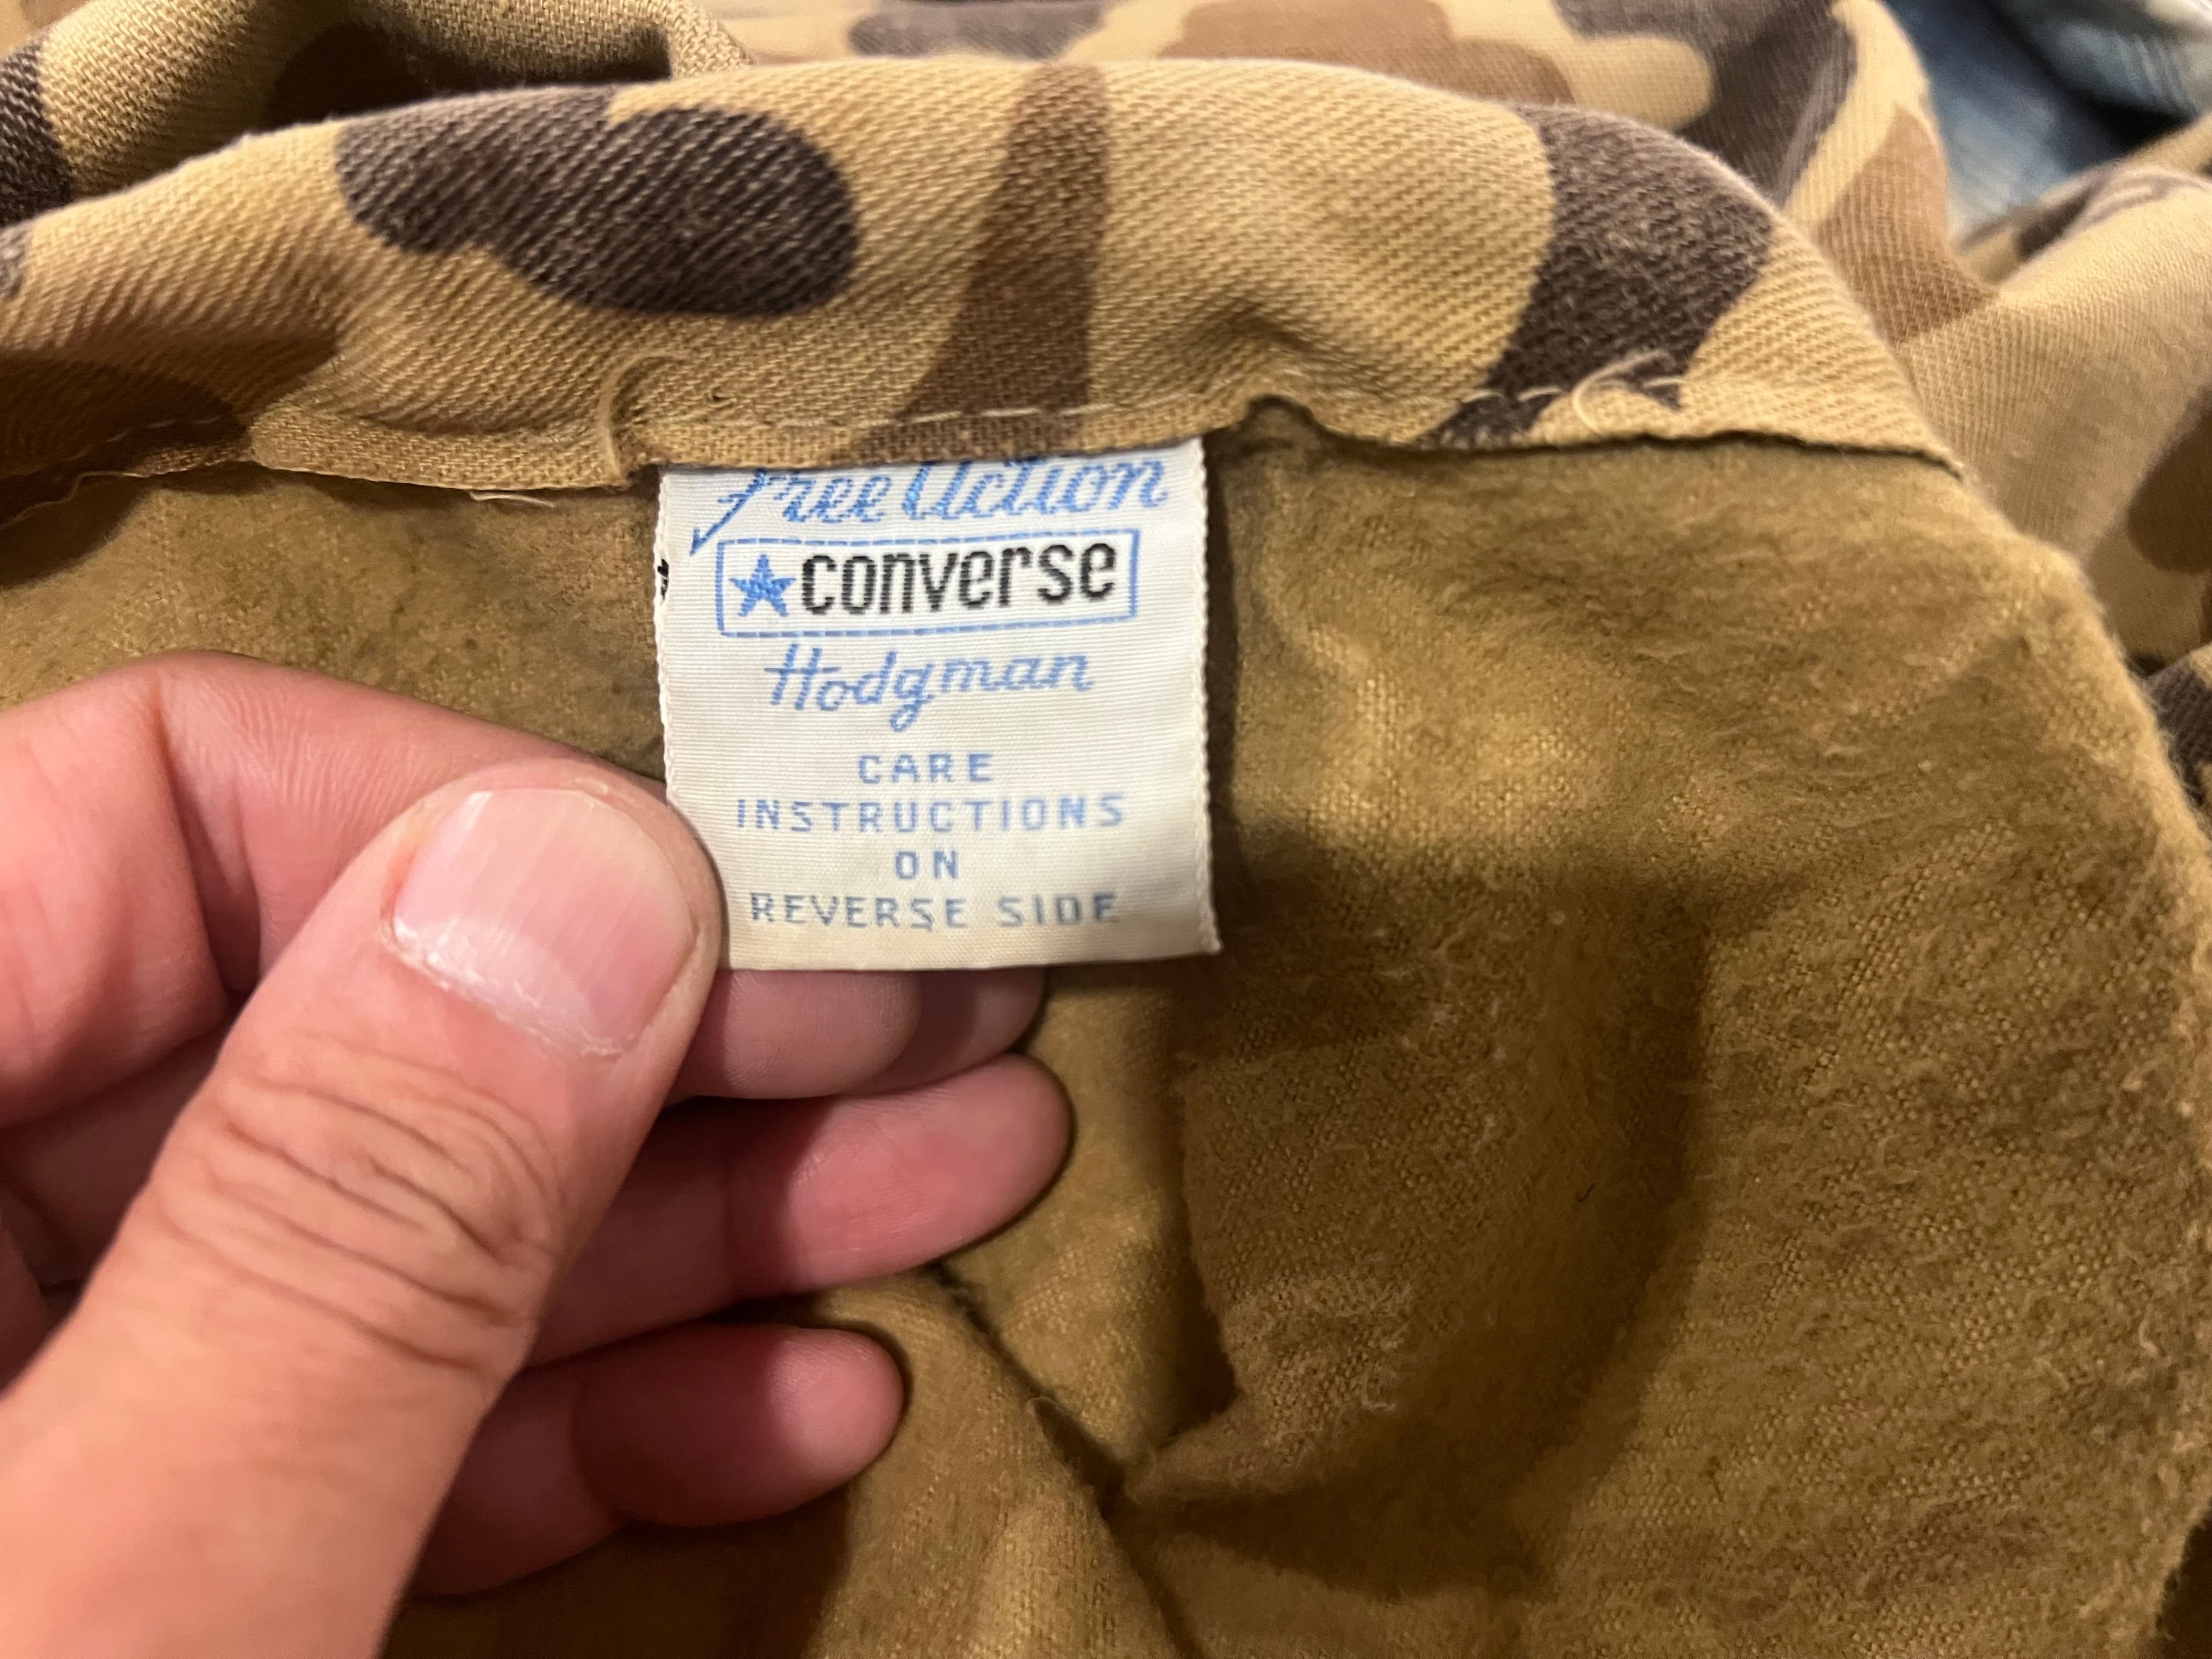 Free Action
converse
Hodgman
CARE
INSTRUCTIONS
ON
REVERSE SIDE